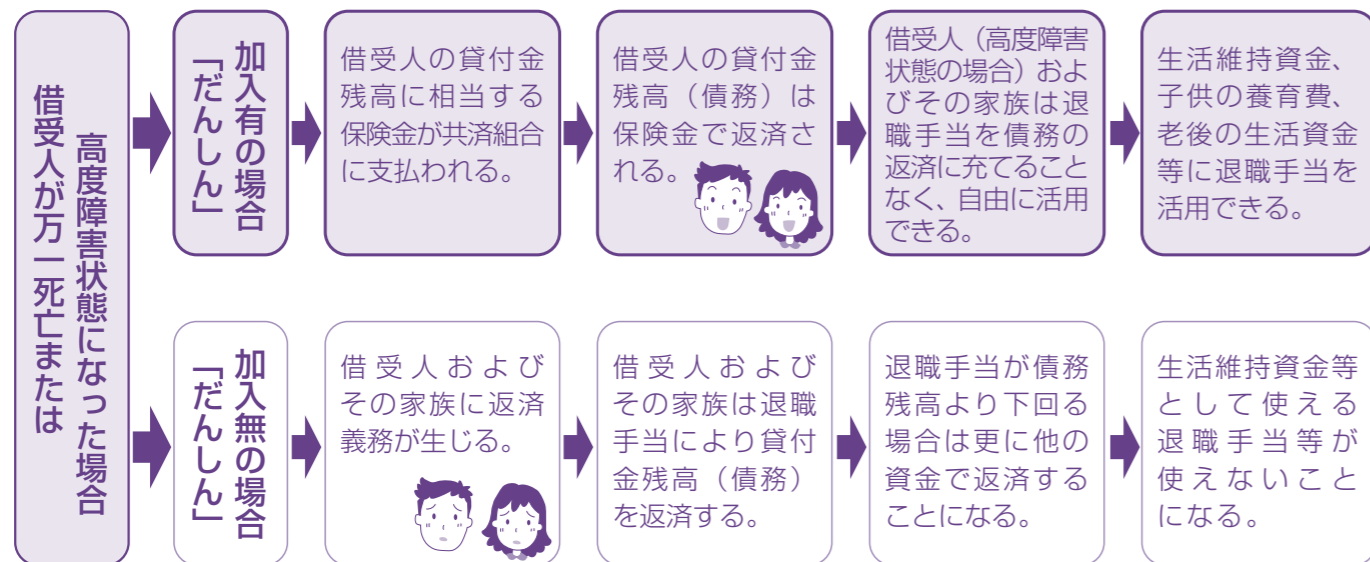 借受人が万一死亡または
高度障害状態になった場合
「だんしん」
加入有の場合
借受人の貸付金
残高に相当する
保険金が共済組合
に支払われる。
借受人の貸付金
残高（債務）は
保険金で返済さ
れる。
借受人（高度障害
状態の場合）およ
びその家族は退
職手当を債務の
返済に充てること
なく、自由に活用
できる。
生活維持資金、
子供の養育費、
老後の生活資金
等に退職手当を
活用できる。
「だんしん」
加入無の場合
借受人および
その家族に返済
義務が生じる。
借受人および
その家族は退職
手当により貸付
金残高（債務）
を返済する。
退職手当が債務
残高より下回る
場合は更に他の
資金で返済する
ことになる。
生活維持資金等
として使える
退職手当等が
使えないこと
になる。